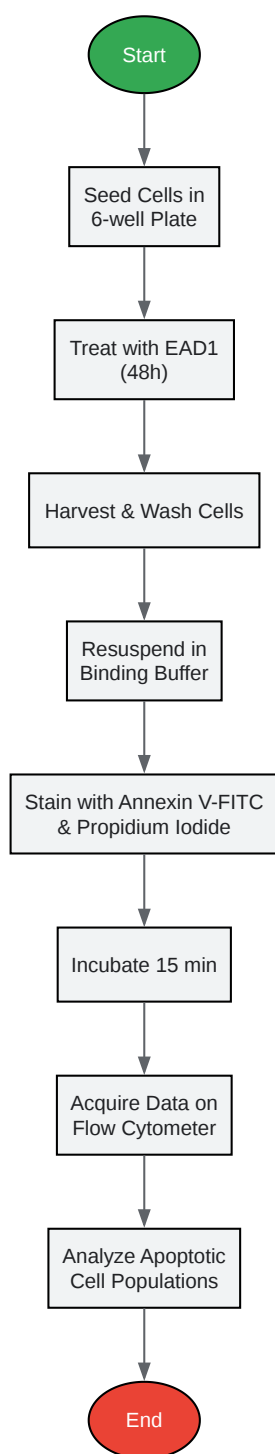 Start
Seed Cells in
6-well Plate
Treat with EAD1
(48h)
Harvest & Wash Cells
Resuspend in
Binding Buffer
Stain with Annexin V-FITC
& Propidium Iodide
Incubate 15 min
Acquire Data on
Flow Cytometer
Analyze Apoptotic
Cell Populations
End